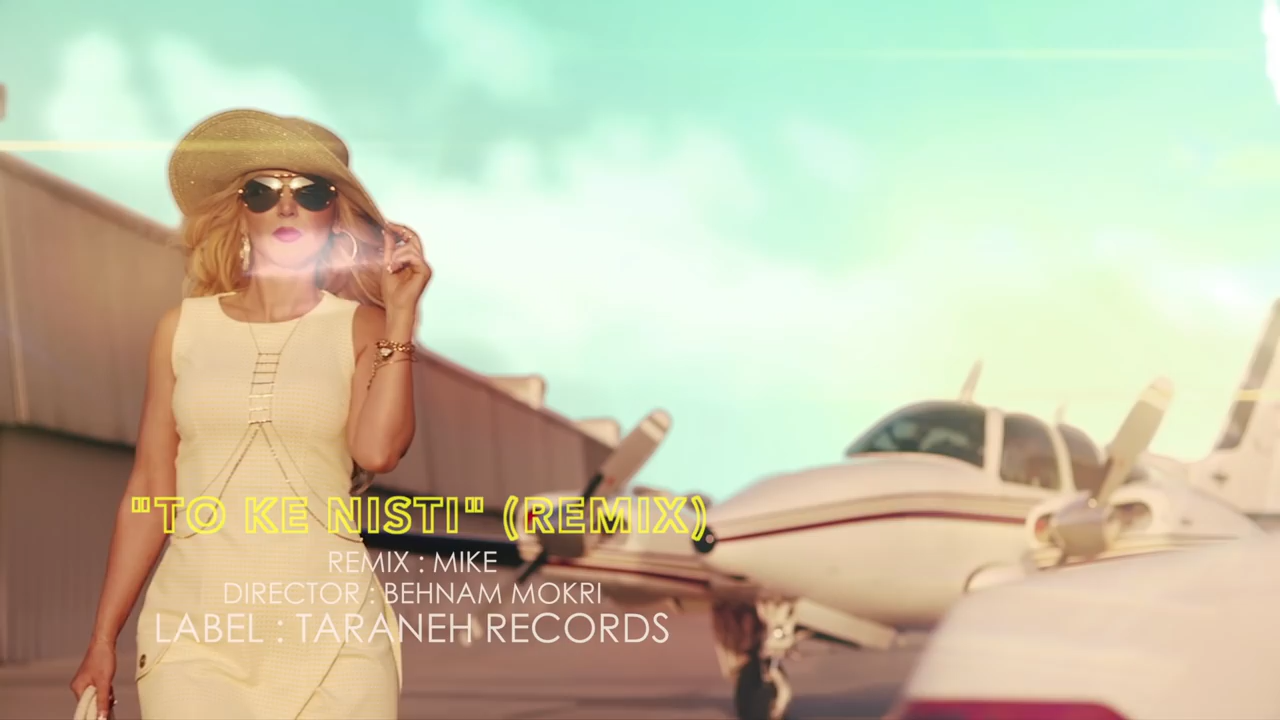 "TO KE NISTI" (REMIX)
REMIX : MIKE
DIRECTOR : BEHNAM MOKRI
LABEL : TARANEH RECORDS